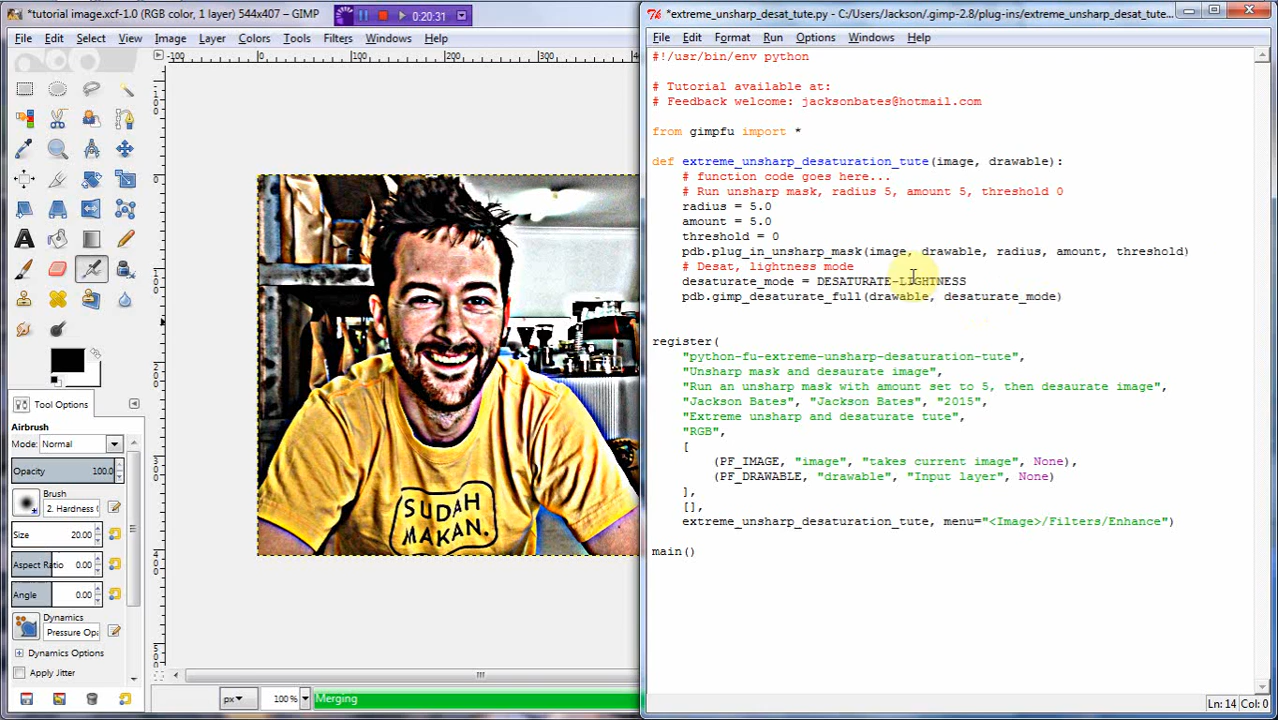 *tutorial image.xcf-1.0 (RGB color, 1 layer) 544x407 – GIMP
0:20:31
File Edit Select View Image Layer Colors Tools Filters Windows Help
-100 0 100 200 300
Tool Options
Airbrush
Mode: Normal
Opacity 100.0
Brush
2. Hardness
Size 20.00
Aspect Ratio 0.00
Angle 0.00
Dynamics
Pressure Opa
Dynamics Options
Apply Jitter
SUDAH
MAKAN.
px 100 % Merging
*extreme_unsharp_desat_tute.py - C:/Users/Jackson/.gimp-2.8/plug-ins/extreme_unsharp_desat_tute...
File Edit Format Run Options Windows Help
#!/usr/bin/env python
# Tutorial available at:
# Feedback welcome: jacksonbates@hotmail.com
from gimpfu import *
def extreme_unsharp_desaturation_tute(image, drawable):
# function code goes here...
# Run unsharp mask, radius 5, amount 5, threshold 0
radius = 5.0
amount = 5.0
threshold = 0
pdb.plug_in_unsharp_mask(image, drawable, radius, amount, threshold)
# Desat, lightness mode
desaturate_mode = DESATURATE-LIGHTNESS
pdb.gimp_desaturate_full(drawable, desaturate_mode)
register(
"python-fu-extreme-unsharp-desaturation-tute",
"Unsharp mask and desaurate image",
"Run an unsharp mask with amount set to 5, then desaurate image",
"Jackson Bates", "Jackson Bates", "2015",
"Extreme unsharp and desaturate tute",
"RGB",
[
(PF_IMAGE, "image", "takes current image", None),
(PF_DRAWABLE, "drawable", "Input layer", None)
],
[],
extreme_unsharp_desaturation_tute, menu="<Image>/Filters/Enhance")
main()
Ln: 14 Col: 0